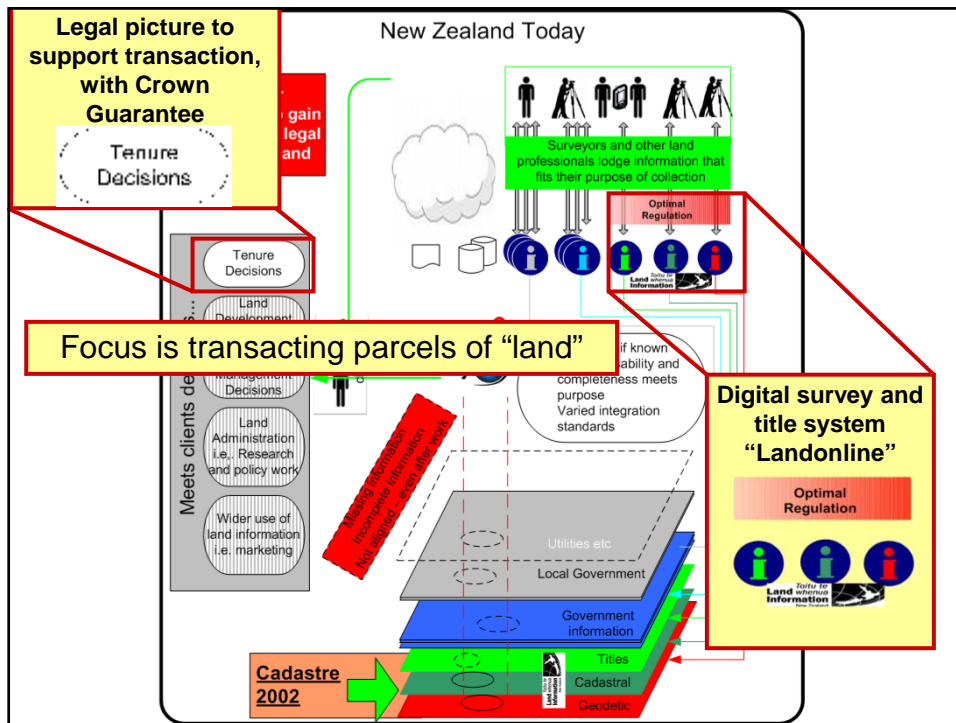 New Zealand Today
Legal picture to
support transaction,
with Crown
Guarantee
Tenure
Decisions
gain
legal
and
Surveyors and other land
professionals lodge information that
fits their purpose of collection
Optimal
Regulation
Toitu te
Land whenua
Information
Tenure
Decisions
Land
Development
Management
Decisions
Land
Administration
i.e,. Research
and policy work
Wider use of
land information
i.e. marketing
Meets clients
Focus is transacting parcels of “land”
if known
completeness meets
purpose
Varied integration
standards
Missing information
Incomplete information
Not aligned – even after work
Digital survey and
title system
“Landonline”
Optimal
Regulation
Toitu te
Land whenua
Information
New Zealand
Utilities etc
Local Government
Government
information
Titles
Cadastral
Geodetic
Cadastre
2002